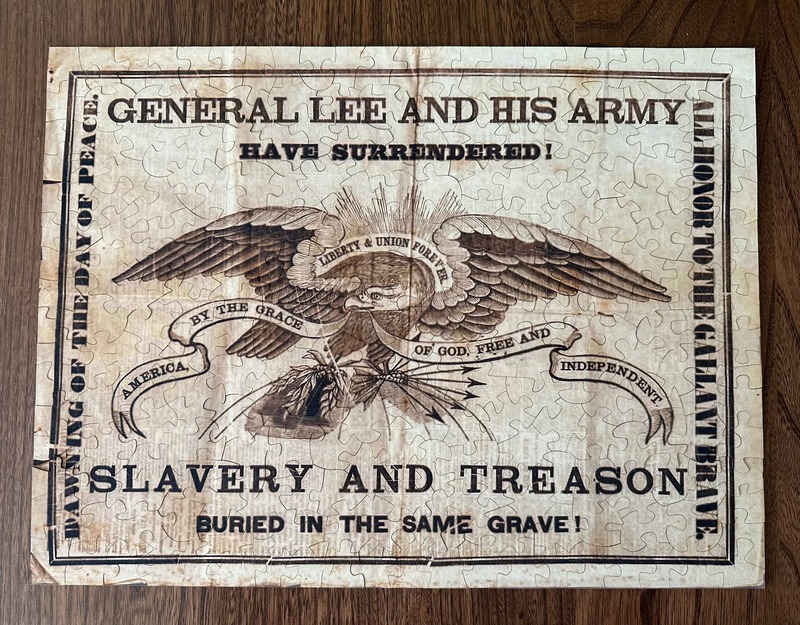 GENERAL LEE AND HIS ARMY
HAVE SURRENDERED!
DAWNING OF THE DAY OF PEACE.
ALL HONOR TO THE GALLANT BRAVE.
LIBERTY & UNION FOREVER
AMERICA,
BY THE GRACE
OF GOD, FREE AND
INDEPENDENT
SLAVERY AND TREASON
BURIED IN THE SAME GRAVE!